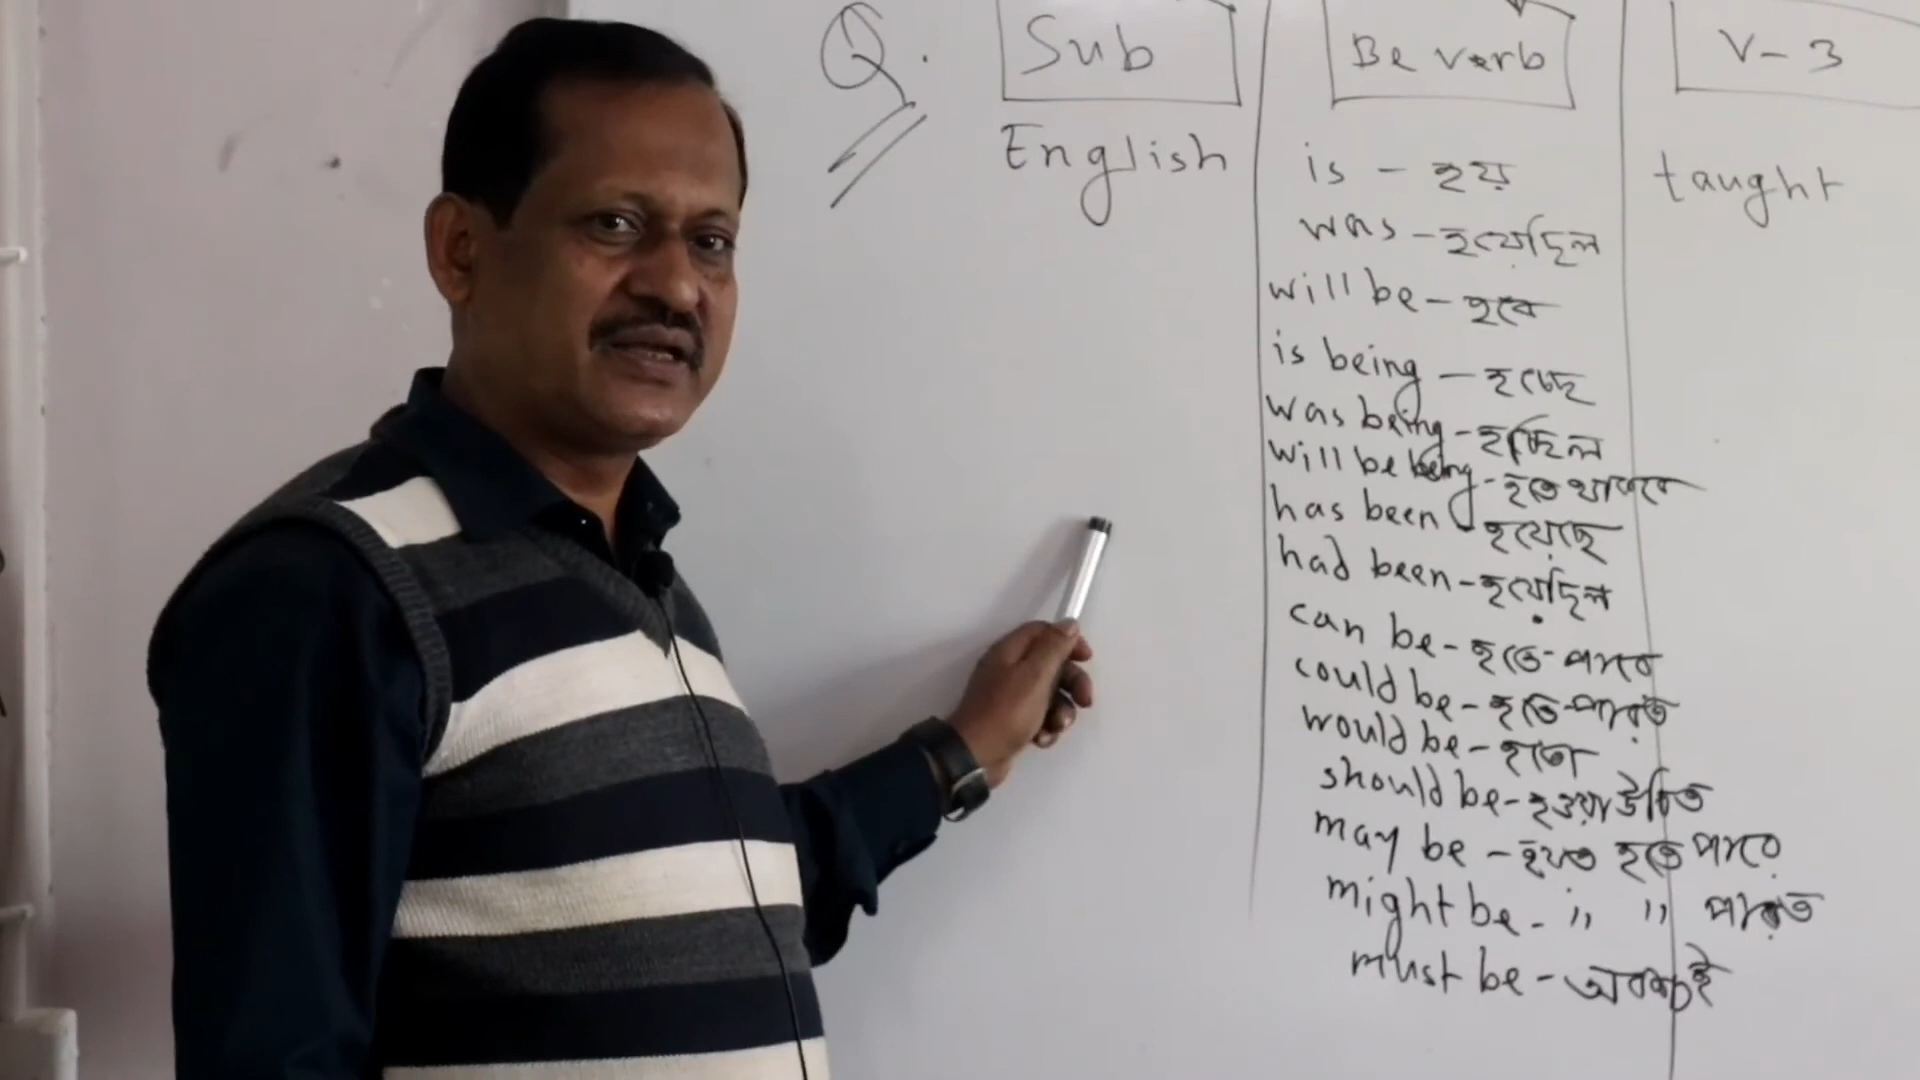 Q. Sub Be verb V-3
English is - হয় taught
was - হয়েছিল
will be - হবে
is being - হচ্ছে
was being - হচ্ছিল
will be being - হতে থাকবে
has been - হয়েছে
had been - হয়েছিল
can be - হতে পারে
could be - হতে পারত
would be - হতো
should be - হওয়া উচিত
may be - হয়ত হতে পারে
might be - " " পারত
must be - অবশ্যই